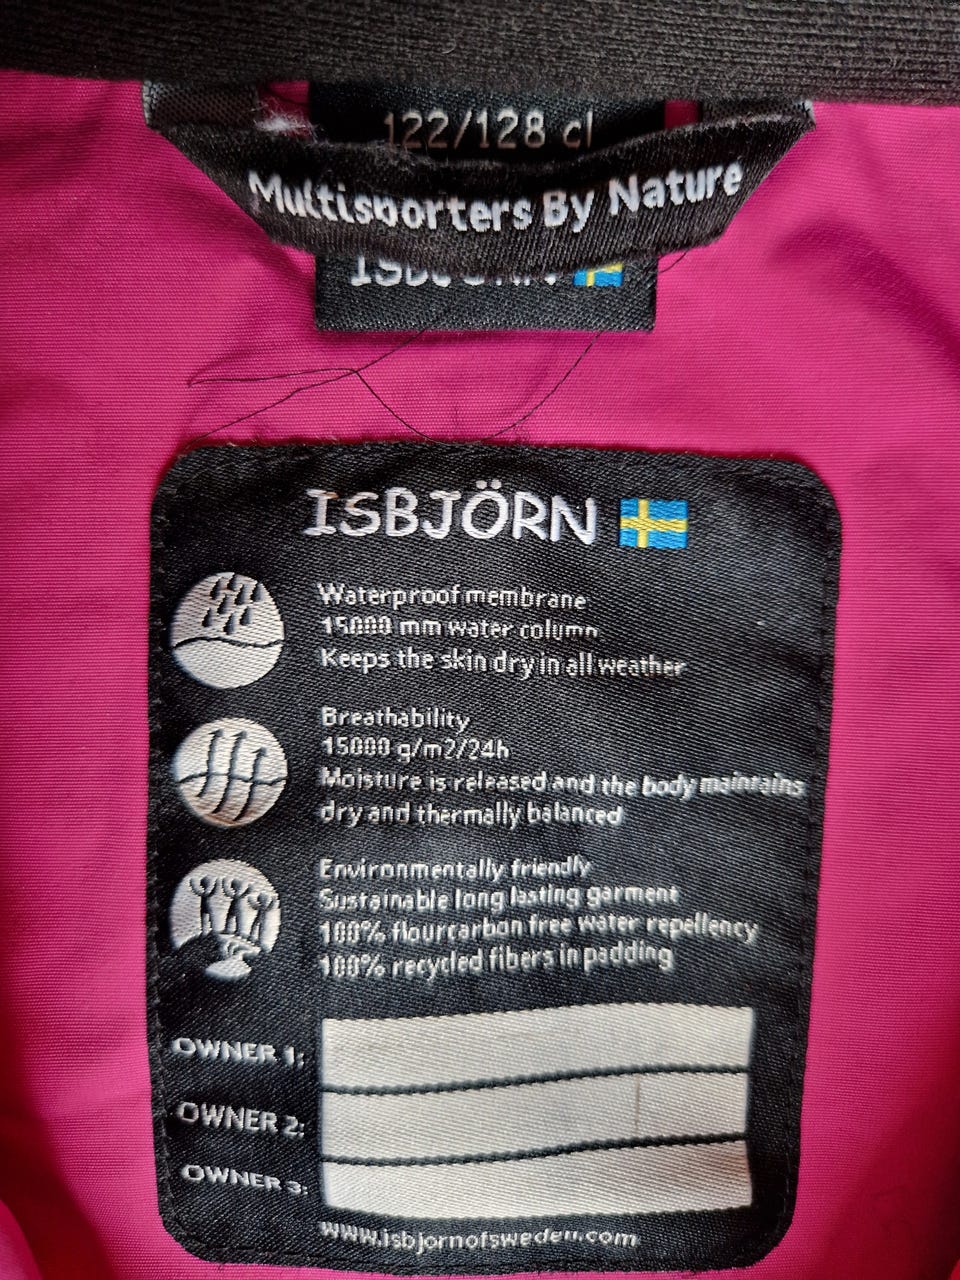 122/128 cl
Multisporters By Nature
ISBJÖRN
ISBJÖRN
Waterproof membrane
15000 mm water column
Keeps the skin dry in all weather
Breathability
15000 g/m2/24h
Moisture is released and the body maintains
dry and thermally balanced
Environmentally friendly
Sustainable long lasting garment
100% flourcarbon free water repellency
100% recycled fibers in padding
OWNER 1:
OWNER 2:
OWNER 3:
www.isbjornofsweden.com